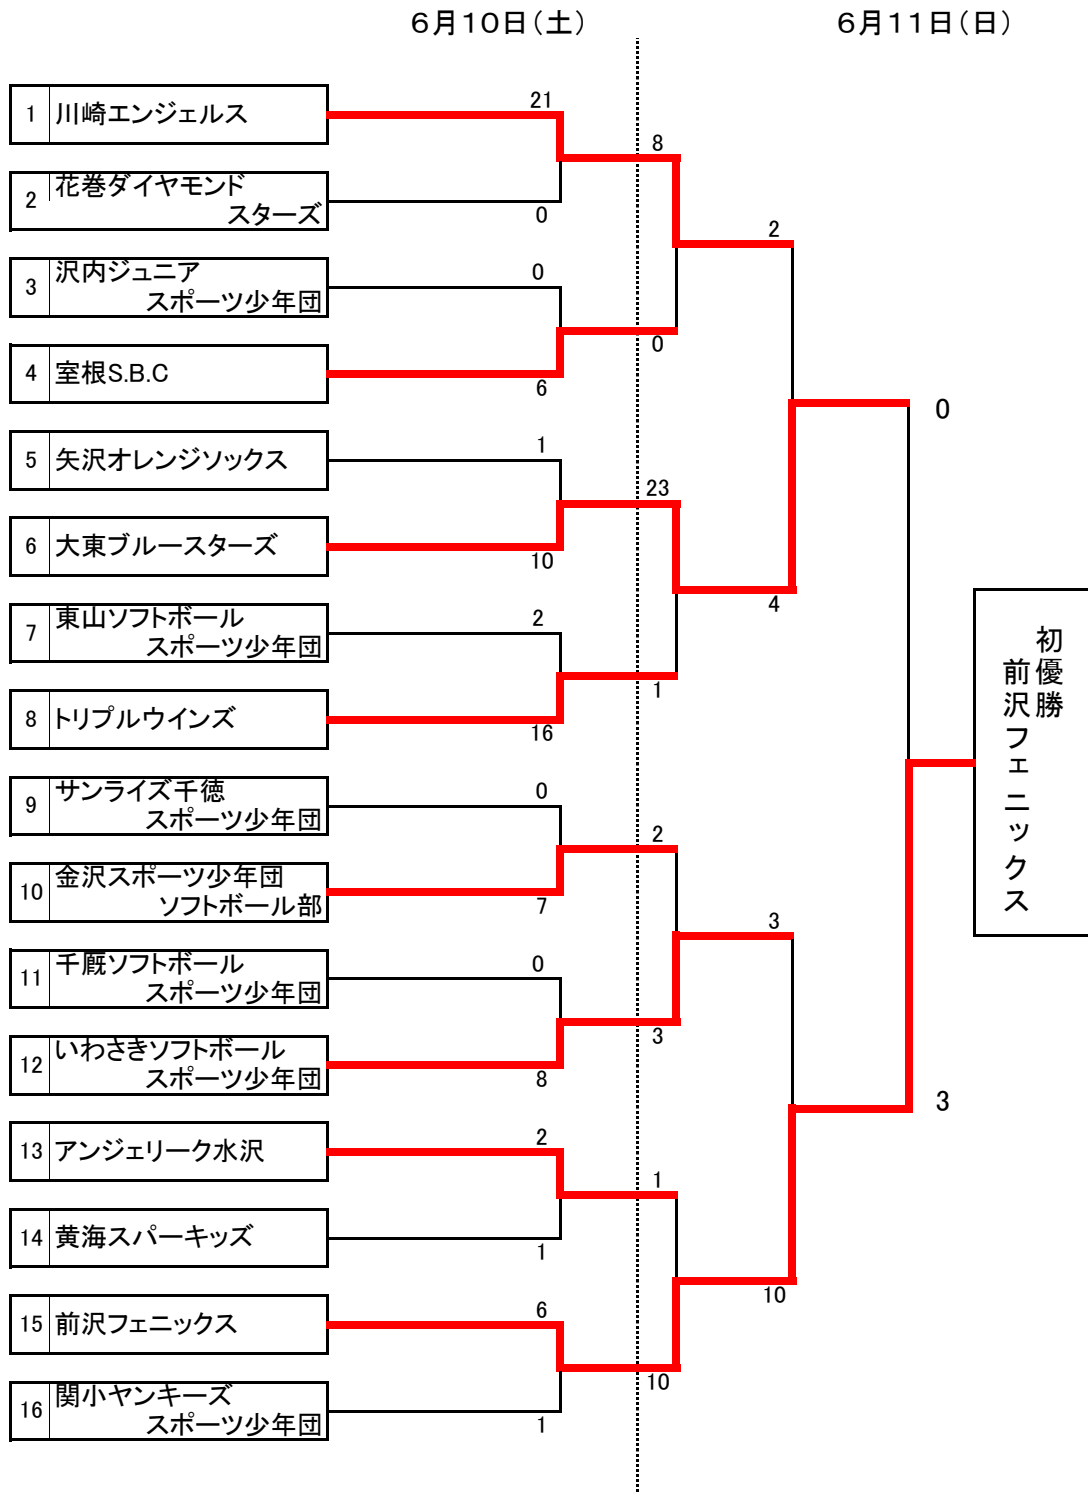 6月10日（土）
6月11日（日）
1 川崎エンジェルス
21
8
2 花巻ダイヤモンド
スターズ
0
2
3 沢内ジュニア
スポーツ少年団
0
0
4 室根S.B.C
6
0
5 矢沢オレンジソックス
1
23
6 大東ブルースターズ
10
4
7 東山ソフトボール
スポーツ少年団
2
1
8 トリプルウインズ
16
初優勝
前沢フェニックス
9 サンライズ千徳
スポーツ少年団
0
2
10 金沢スポーツ少年団
ソフトボール部
7
3
11 千厩ソフトボール
スポーツ少年団
0
3
12 いわさきソフトボール
スポーツ少年団
8
3
13 アンジェリーク水沢
2
1
14 黄海スパーキッズ
1
10
15 前沢フェニックス
6
10
16 関小ヤンキーズ
スポーツ少年団
1